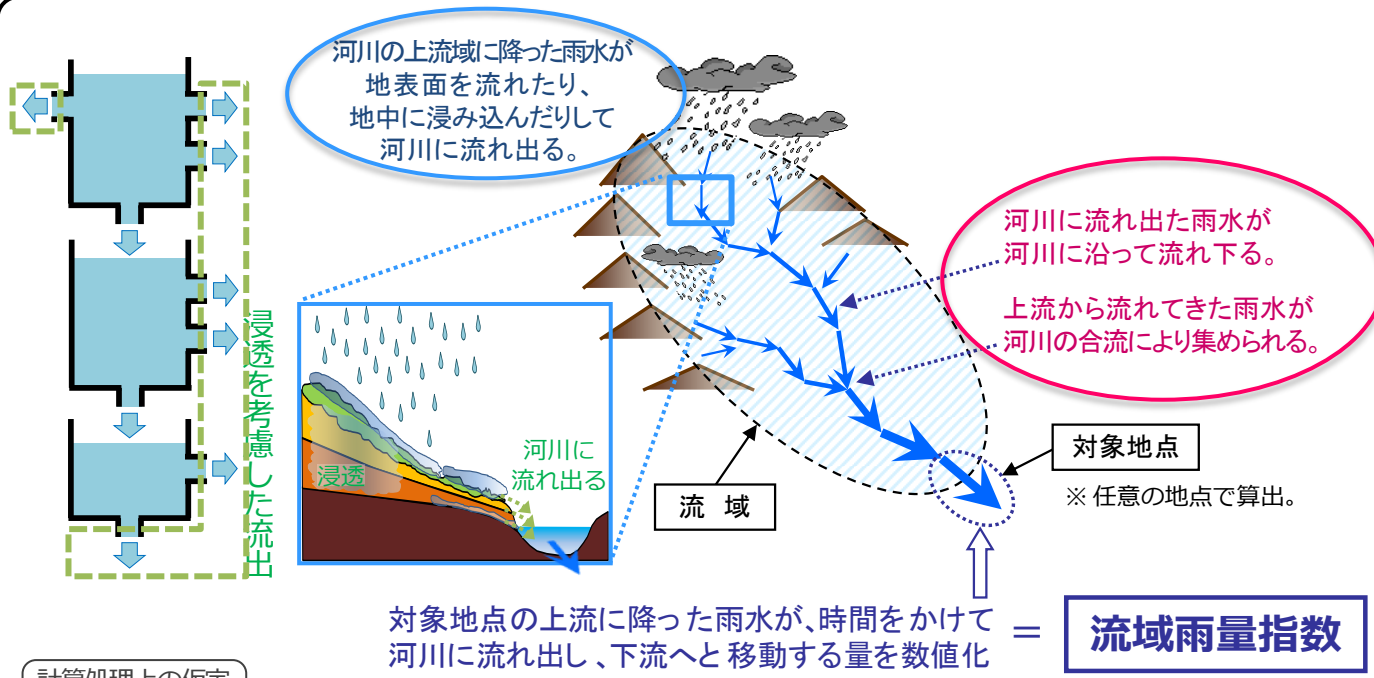 河川の上流域に降った雨水が
地表面を流れたり、
地中に浸み込んだりして
河川に流れ出る。
河川に流れ出た雨水が
河川に沿って流れ下る。
上流から流れてきた雨水が
河川の合流により集められる。
浸透を考慮した流出
浸透
河川に
流れ出る
流 域
対象地点
※ 任意の地点で算出。
対象地点の上流に降った雨水が、時間をかけて
河川に流れ出し、下流へと移動する量を数値化
=
流域雨量指数
計算処理上の仮定